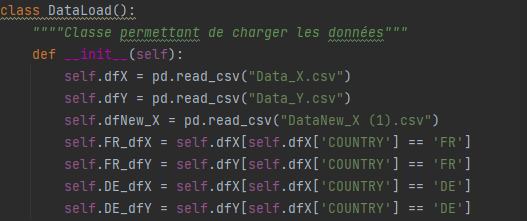 class DataLoad():
""""Classe permettant de charger les données"""
def __init__(self):
self.dfX = pd.read_csv("Data_X.csv")
self.dfY = pd.read_csv("Data_Y.csv")
self.dfNew_X = pd.read_csv("DataNew_X (1).csv")
self.FR_dfX = self.dfX[self.dfX['COUNTRY'] == 'FR']
self.FR_dfY = self.dfX[self.dfX['COUNTRY'] == 'FR']
self.DE_dfX = self.dfX[self.dfX['COUNTRY'] == 'DE']
self.DE_dfY = self.dfY[self.dfX['COUNTRY'] == 'DE']